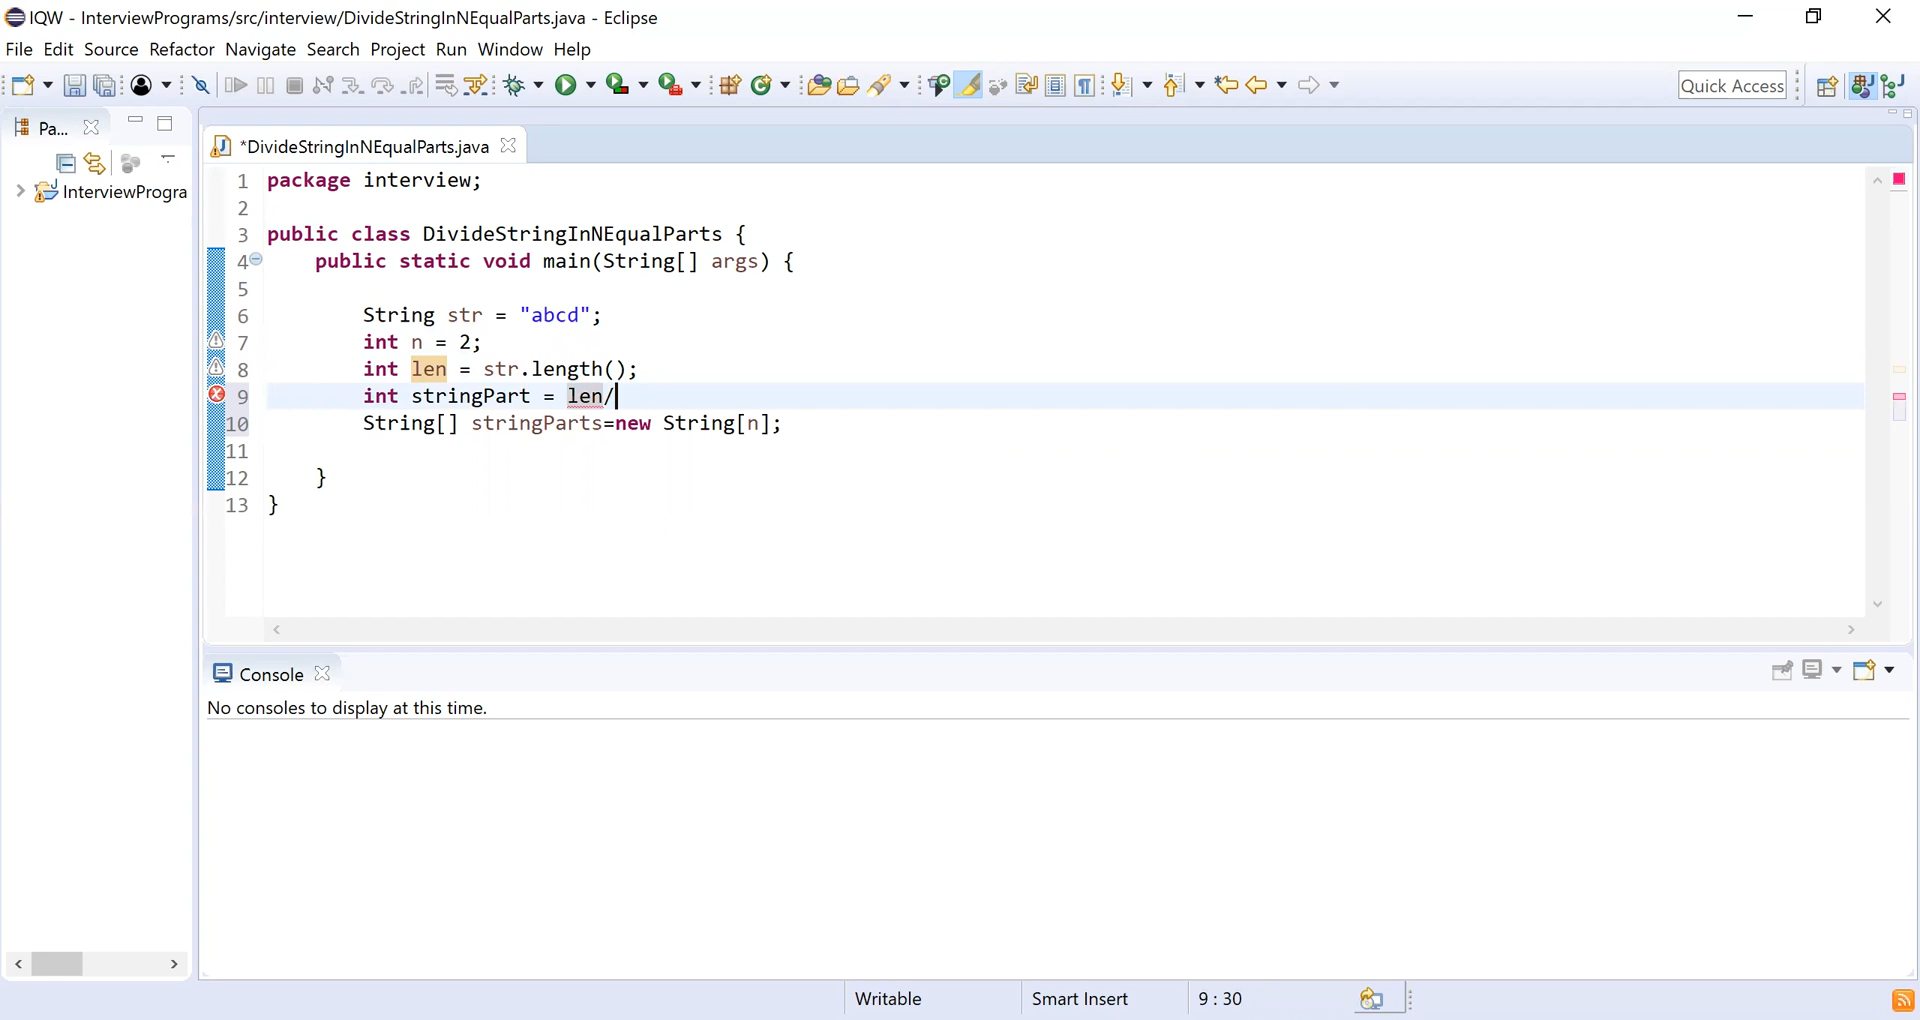 IQW - InterviewPrograms/src/interview/DivideStringInNEqualParts.java - Eclipse
File Edit Source Refactor Navigate Search Project Run Window Help
Quick Access
Pa...
*DivideStringInNEqualParts.java
InterviewProgra
1 package interview;
2
3 public class DivideStringInNEqualParts {
4 public static void main(String[] args) {
5
6 String str = "abcd";
7 int n = 2;
8 int len = str.length();
9 int stringPart = len/
10 String[] stringParts=new String[n];
11
12 }
13 }
Console
No consoles to display at this time.
Writable Smart Insert 9 : 30